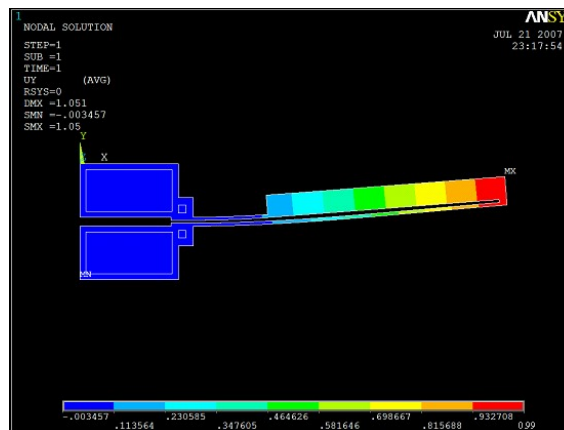 1
ANSY
NODAL SOLUTION
JUL 21 2007
23:17:54
STEP=1
SUB =1
TIME=1
UY (AVG)
RSYS=0
DMX =1.051
SMN =-.003457
SMX =1.05
Y
X
MX
MN
-.003457 .230585 .464626 .698667 .932708
.113564 .347605 .581646 .815688 0.99